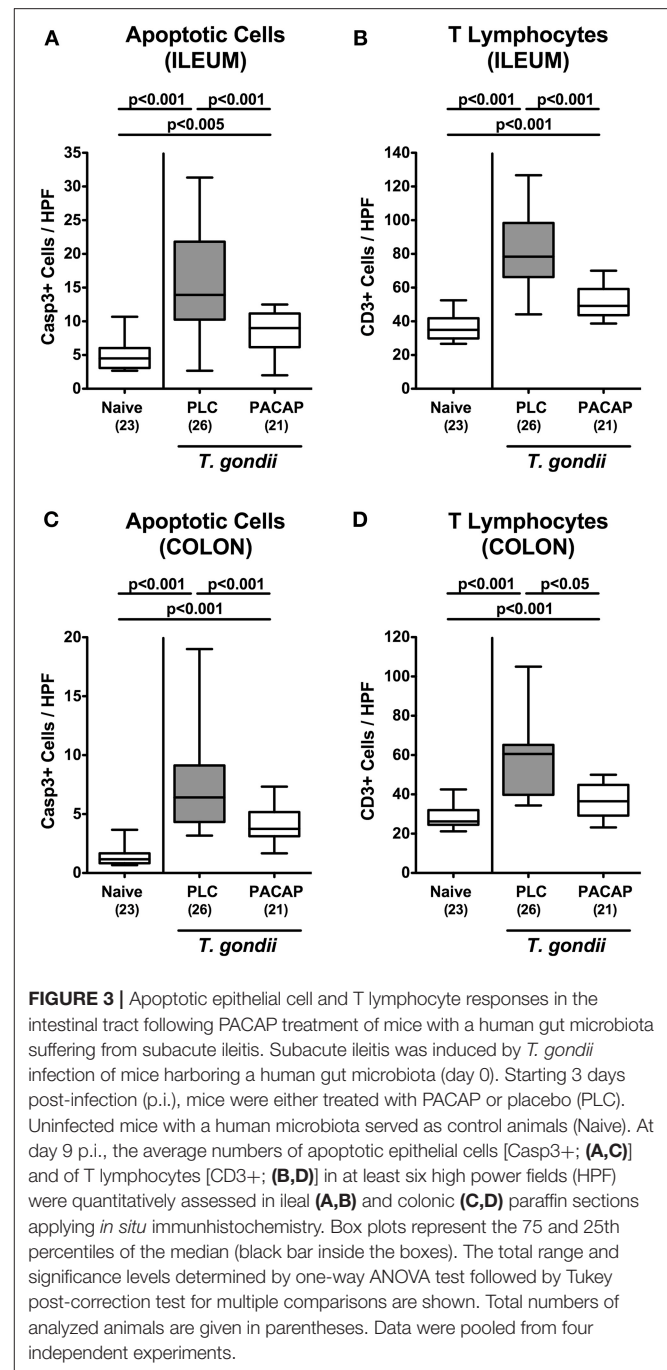 A
Apoptotic Cells
(ILEUM)
p<0.001 p<0.001
p<0.005
Casp3+ Cells / HPF
35
30
25
20
15
10
5
0
Naive
(23)
PLC
(26)
PACAP
(21)
T. gondii
B
T Lymphocytes
(ILEUM)
p<0.001 p<0.001
p<0.001
CD3+ Cells / HPF
140
120
100
80
60
40
20
0
Naive
(23)
PLC
(26)
PACAP
(21)
T. gondii
C
Apoptotic Cells
(COLON)
p<0.001 p<0.001
p<0.001
Casp3+ Cells / HPF
20
15
10
5
0
Naive
(23)
PLC
(26)
PACAP
(21)
T. gondii
D
T Lymphocytes
(COLON)
p<0.001 p<0.05
p<0.001
CD3+ Cells / HPF
120
100
80
60
40
20
0
Naive
(23)
PLC
(26)
PACAP
(21)
T. gondii
FIGURE 3 | Apoptotic epithelial cell and T lymphocyte responses in the
intestinal tract following PACAP treatment of mice with a human gut microbiota
suffering from subacute ileitis. Subacute ileitis was induced by T. gondii
infection of mice harboring a human gut microbiota (day 0). Starting 3 days
post-infection (p.i.), mice were either treated with PACAP or placebo (PLC).
Uninfected mice with a human microbiota served as control animals (Naive). At
day 9 p.i., the average numbers of apoptotic epithelial cells [Casp3+; (A,C)]
and of T lymphocytes [CD3+; (B,D)] in at least six high power fields (HPF)
were quantitatively assessed in ileal (A,B) and colonic (C,D) paraffin sections
applying in situ immunhistochemistry. Box plots represent the 75 and 25th
percentiles of the median (black bar inside the boxes). The total range and
significance levels determined by one-way ANOVA test followed by Tukey
post-correction test for multiple comparisons are shown. Total numbers of
analyzed animals are given in parentheses. Data were pooled from four
independent experiments.